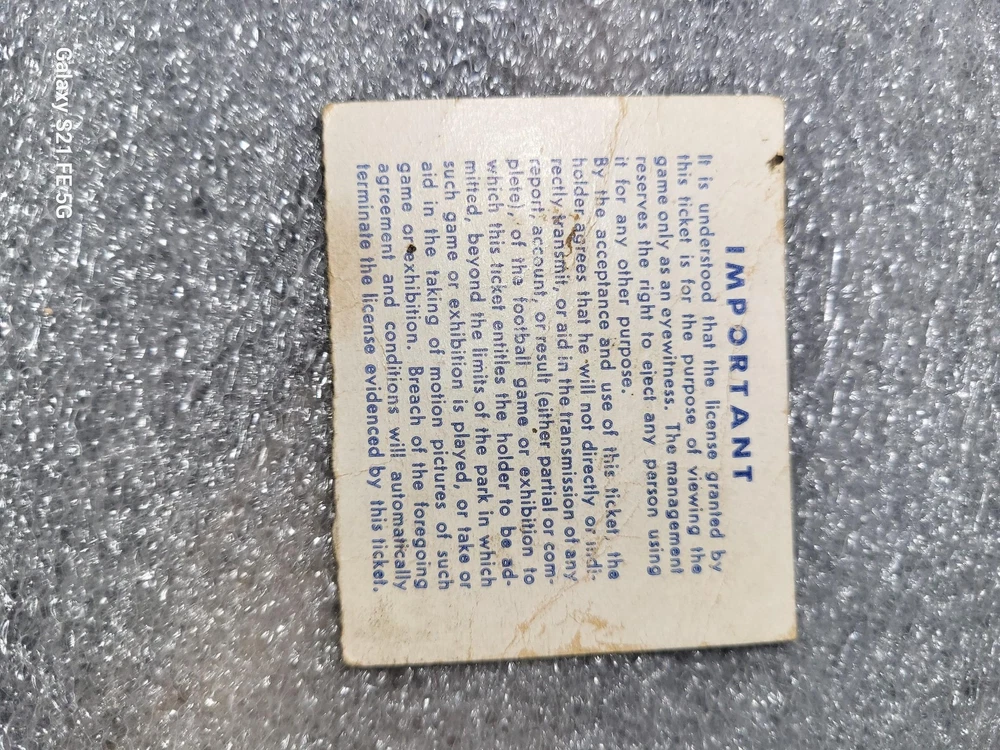 IMPORTANT
It is understood that the license granted by
this ticket is for the purpose of viewing the
game only as an eyewitness. The management
reserves the right to eject any person using
it for any other purpose.
By the acceptance and use of this ticket, the
holder agrees that he will not directly or indi-
rectly transmit, or aid in the transmission of any
report, account, or result (either partial or com-
plete) of the football game or exhibition to
which this ticket entitles the holder to be ad-
mitted, beyond the limits of the park in which
such game or exhibition is played, or take or
aid in the taking of motion pictures of such
game or exhibition. Breach of the foregoing
agreement and conditions will automatically
terminate the license evidenced by this ticket.
Galaxy S21 FE 5G